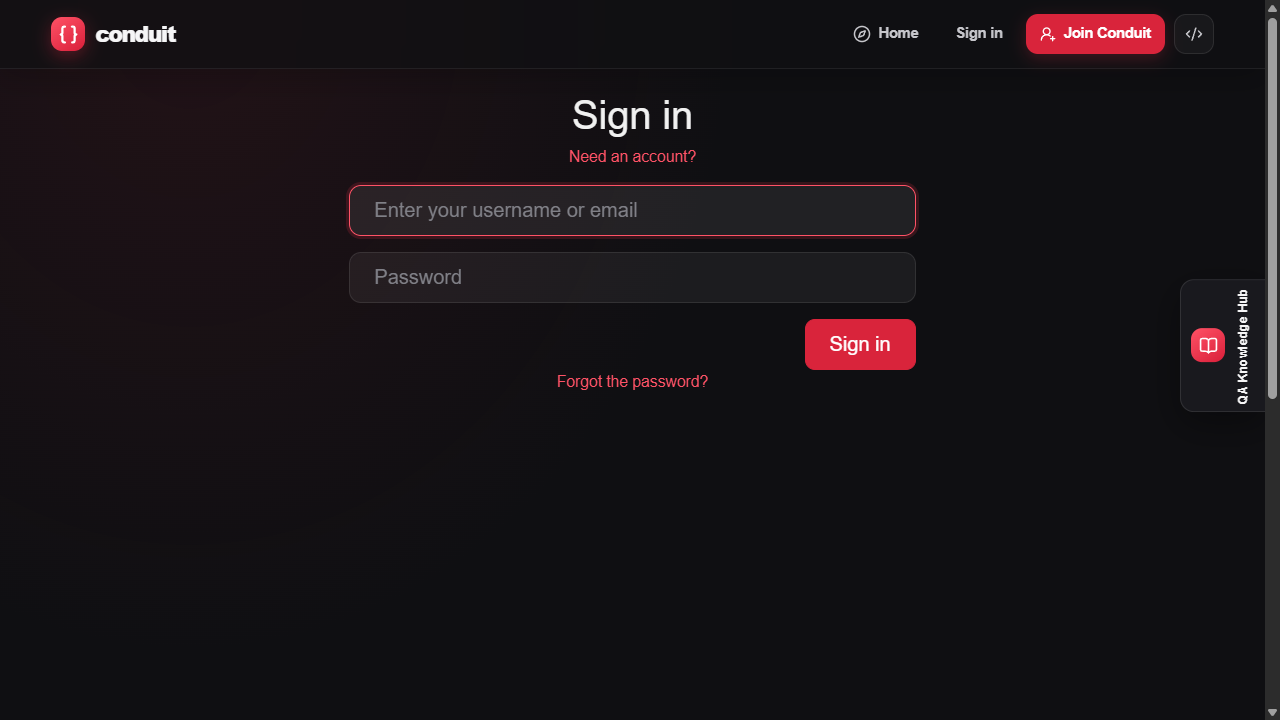 { } conduit
Home
Sign in
Join Conduit
</>
Sign in
Need an account?
Enter your username or email
Password
Sign in
Forgot the password?
QA Knowledge Hub